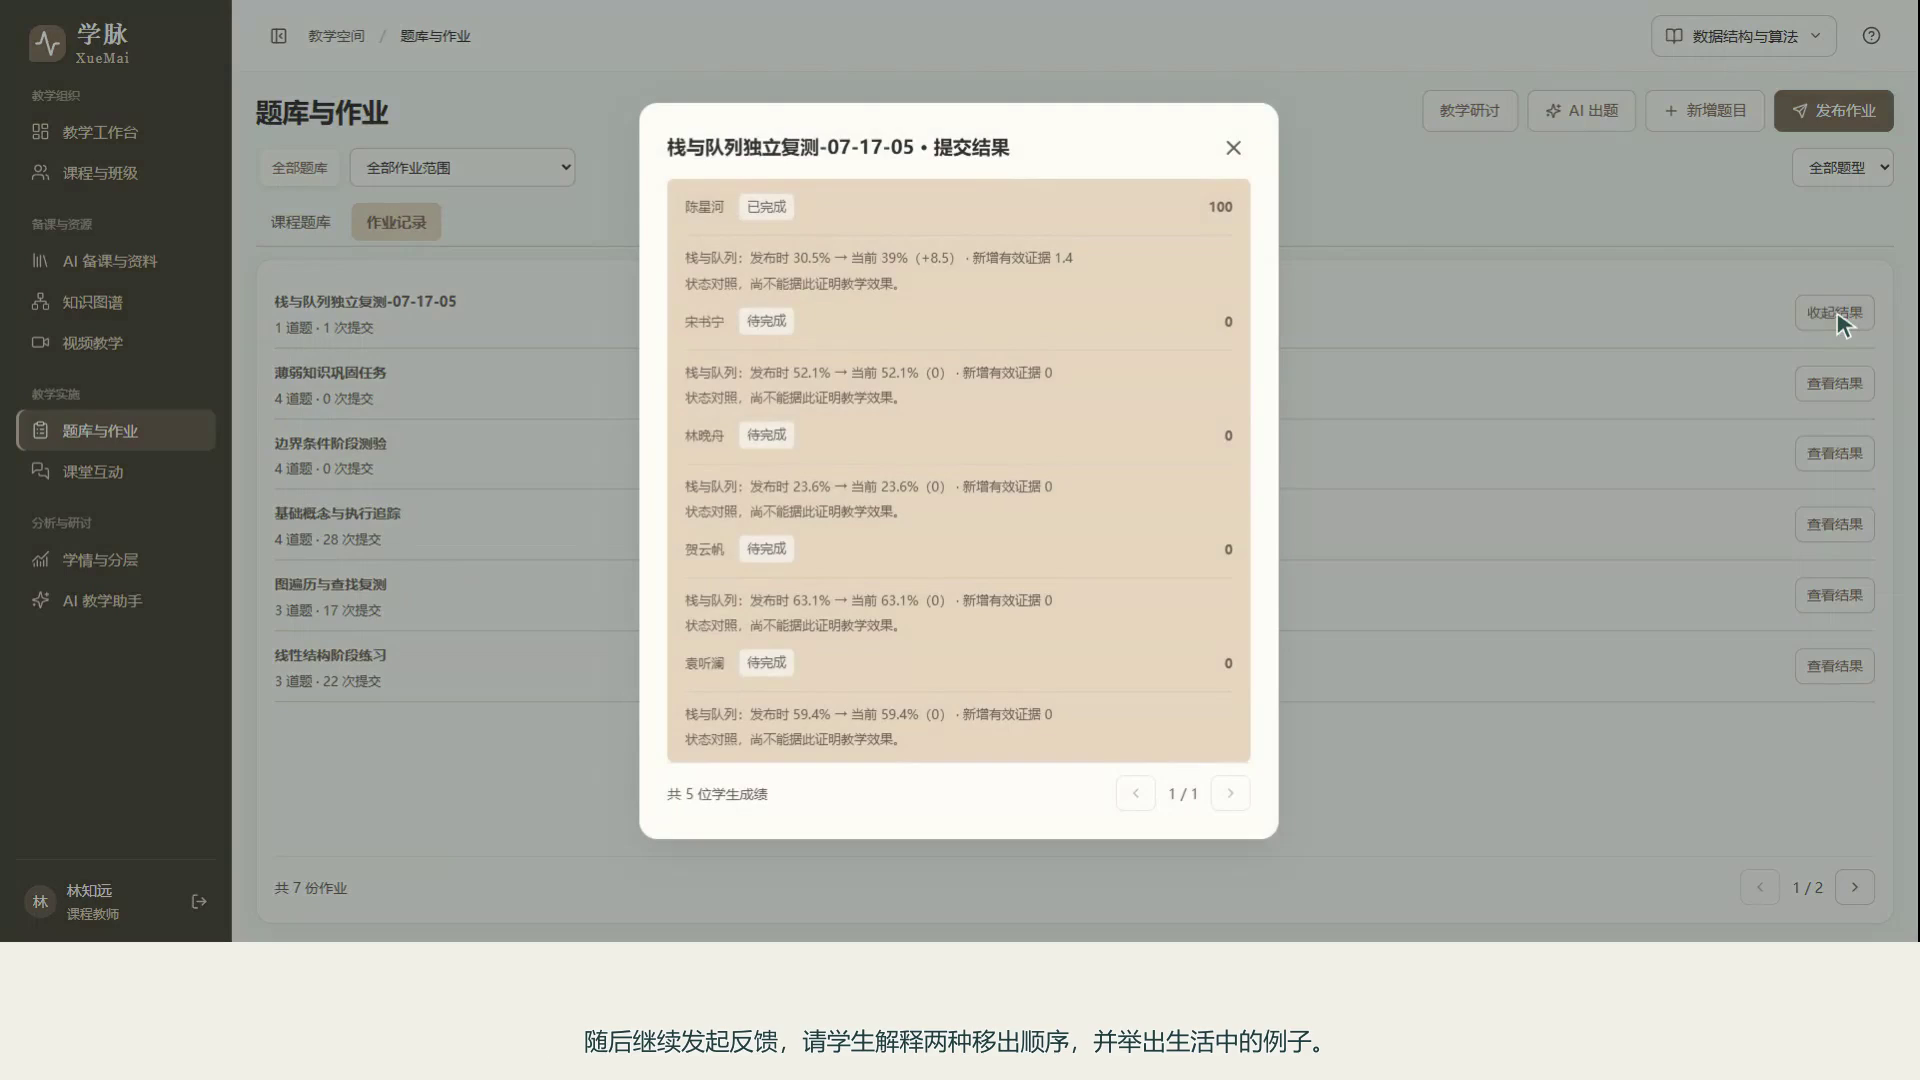 学脉
XueMai
教学组织
教学工作台
课程与班级
备课与资源
AI 备课与资料
知识图谱
视频教学
教学实施
题库与作业
课堂互动
分析与研讨
学情与分层
AI 教学助手
林
林知远
课程教师
教学空间 / 题库与作业
数据结构与算法
题库与作业
教学研讨
AI 出题
新增题目
发布作业
全部题库
全部作业范围
全部题型
课程题库
作业记录
栈与队列独立复测-07-17-05
1 道题 · 1 次提交
收起结果
薄弱知识巩固任务
4 道题 · 0 次提交
查看结果
边界条件阶段测验
4 道题 · 0 次提交
查看结果
基础概念与执行追踪
4 道题 · 28 次提交
查看结果
图遍历与查找复测
3 道题 · 17 次提交
查看结果
线性结构阶段练习
3 道题 · 22 次提交
查看结果
共 7 份作业
1 / 2
栈与队列独立复测-07-17-05 • 提交结果
陈星河 已完成 100
栈与队列：发布时 30.5% → 当前 39%（+8.5） · 新增有效证据 1.4
状态对照，尚不能据此证明教学效果。
宋书宁 待完成 0
栈与队列：发布时 52.1% → 当前 52.1%（0） · 新增有效证据 0
状态对照，尚不能据此证明教学效果。
林晚舟 待完成 0
栈与队列：发布时 23.6% → 当前 23.6%（0） · 新增有效证据 0
状态对照，尚不能据此证明教学效果。
贺云帆 待完成 0
栈与队列：发布时 63.1% → 当前 63.1%（0） · 新增有效证据 0
状态对照，尚不能据此证明教学效果。
袁听澜 待完成 0
栈与队列：发布时 59.4% → 当前 59.4%（0） · 新增有效证据 0
状态对照，尚不能据此证明教学效果。
共 5 位学生成绩
1 / 1
随后继续发起反馈，请学生解释两种移出顺序，并举出生活中的例子。